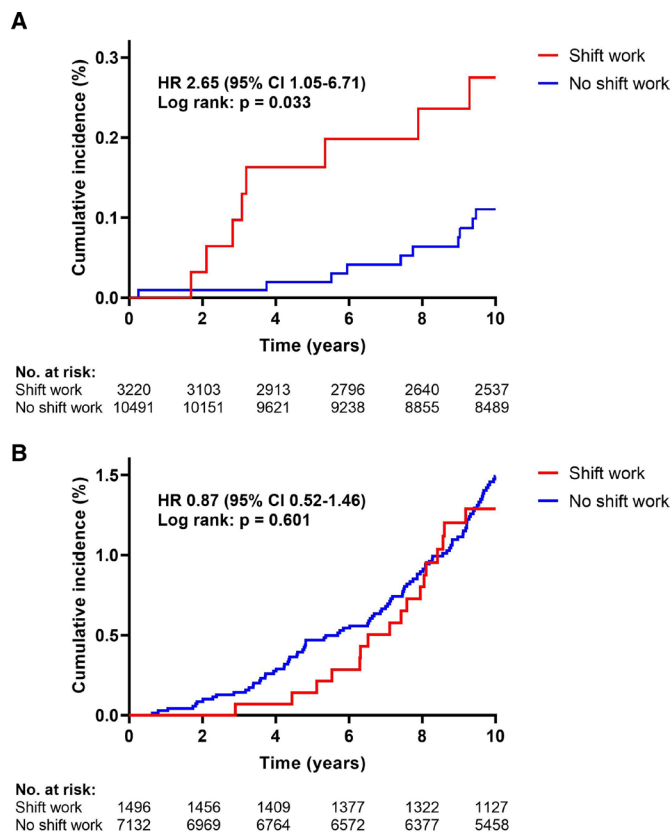 A
Cumulative incidence (%)
0.3
0.2
0.1
0.0
HR 2.65 (95% CI 1.05-6.71)
Log rank: p = 0.033
Shift work
No shift work
0 2 4 6 8 10
Time (years)
No. at risk:
Shift work 3220 3103 2913 2796 2640 2537
No shift work 10491 10151 9621 9238 8855 8489
B
Cumulative incidence (%)
1.5
1.0
0.5
0.0
HR 0.87 (95% CI 0.52-1.46)
Log rank: p = 0.601
Shift work
No shift work
0 2 4 6 8 10
Time (years)
No. at risk:
Shift work 1496 1456 1409 1377 1322 1127
No shift work 7132 6969 6764 6572 6377 5458